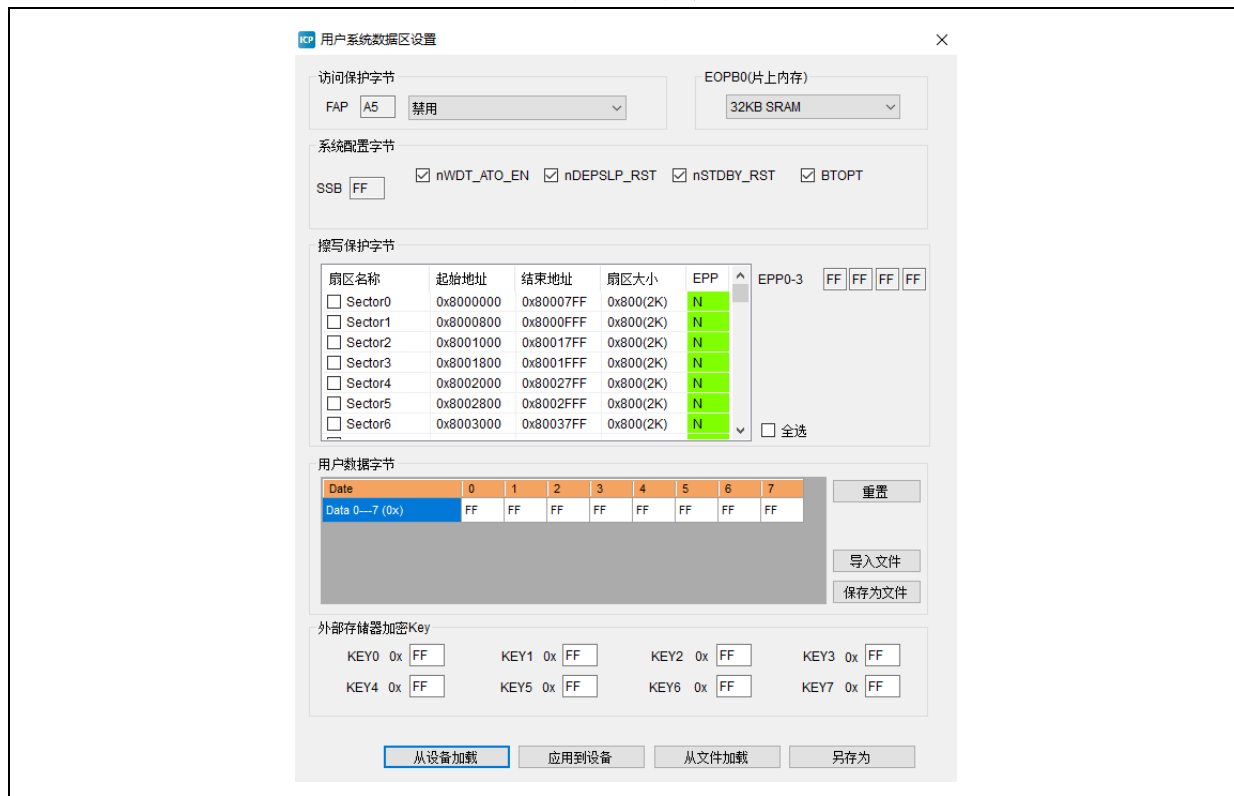 ICP 用户系统数据区设置
访问保护字节 EOPB0(片上内存)
FAP A5 禁用 32KB SRAM
系统配置字节
SSB FF nWDT_ATO_EN nDEPSLP_RST nSTDBY_RST BTOPT
擦写保护字节
扇区名称 起始地址 结束地址 扇区大小 EPP EPP0-3 FF FF FF FF
Sector0 0x8000000 0x80007FF 0x800(2K) N
Sector1 0x8000800 0x8000FFF 0x800(2K) N
Sector2 0x8001000 0x80017FF 0x800(2K) N
Sector3 0x8001800 0x8001FFF 0x800(2K) N
Sector4 0x8002000 0x80027FF 0x800(2K) N
Sector5 0x8002800 0x8002FFF 0x800(2K) N
Sector6 0x8003000 0x80037FF 0x800(2K) N
全选
用户数据字节
Date 0 1 2 3 4 5 6 7 重置
Data 0---7 (0x) FF FF FF FF FF FF FF FF
导入文件
保存为文件
外部存储器加密Key
KEY0 0x FF KEY1 0x FF KEY2 0x FF KEY3 0x FF
KEY4 0x FF KEY5 0x FF KEY6 0x FF KEY7 0x FF
从设备加载 应用到设备 从文件加载 另存为